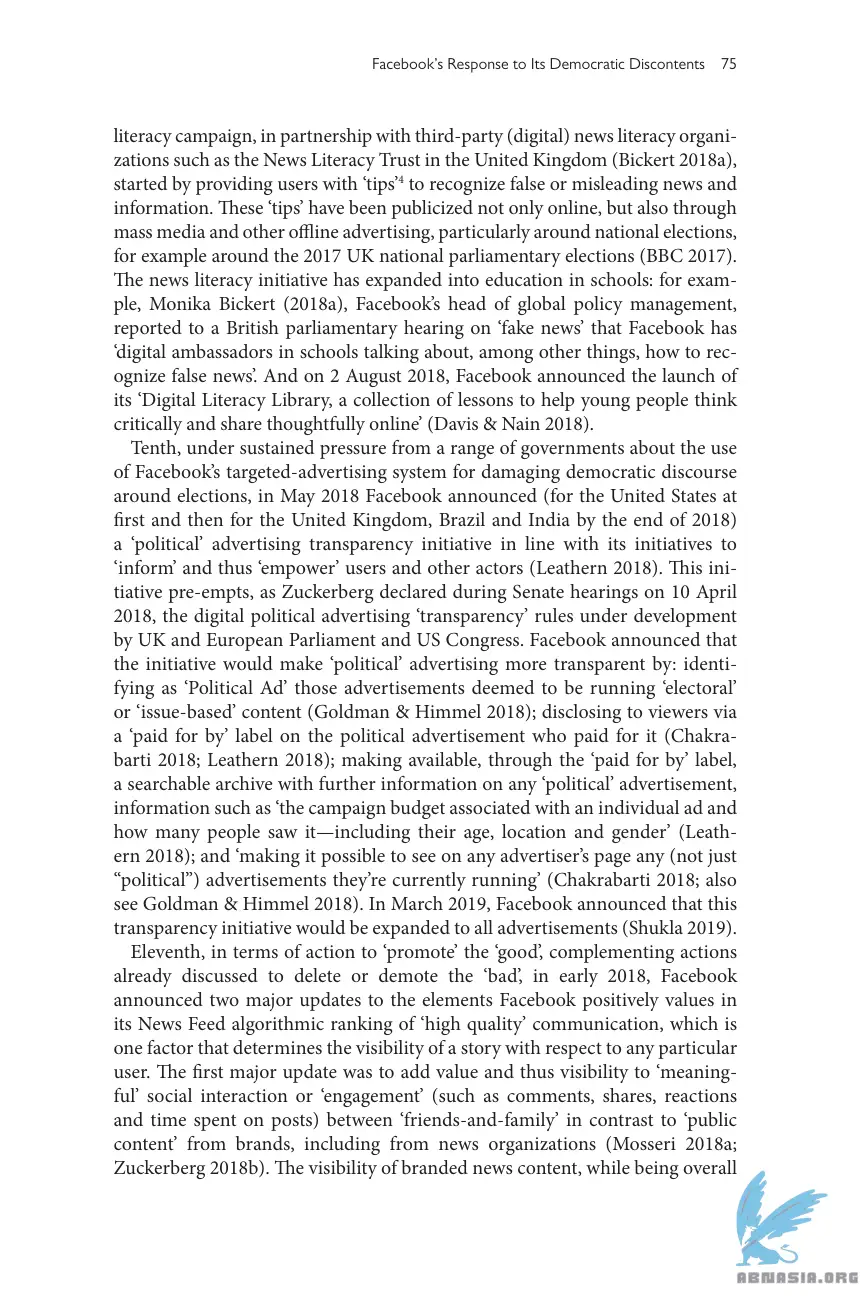 Facebook’s Response to Its Democratic Discontents 75
literacy campaign, in partnership with third-party (digital) news literacy organi-
zations such as the News Literacy Trust in the United Kingdom (Bickert 2018a),
started by providing users with ‘tips’4 to recognize false or misleading news and
information. These ‘tips’ have been publicized not only online, but also through
mass media and other offline advertising, particularly around national elections,
for example around the 2017 UK national parliamentary elections (BBC 2017).
The news literacy initiative has expanded into education in schools: for exam-
ple, Monika Bickert (2018a), Facebook’s head of global policy management,
reported to a British parliamentary hearing on ‘fake news’ that Facebook has
‘digital ambassadors in schools talking about, among other things, how to rec-
ognize false news’. And on 2 August 2018, Facebook announced the launch of
its ‘Digital Literacy Library, a collection of lessons to help young people think
critically and share thoughtfully online’ (Davis & Nain 2018).
Tenth, under sustained pressure from a range of governments about the use
of Facebook’s targeted-advertising system for damaging democratic discourse
around elections, in May 2018 Facebook announced (for the United States at
first and then for the United Kingdom, Brazil and India by the end of 2018)
a ‘political’ advertising transparency initiative in line with its initiatives to
‘inform’ and thus ‘empower’ users and other actors (Leathern 2018). This ini-
tiative pre-empts, as Zuckerberg declared during Senate hearings on 10 April
2018, the digital political advertising ‘transparency’ rules under development
by UK and European Parliament and US Congress. Facebook announced that
the initiative would make ‘political’ advertising more transparent by: identi-
fying as ‘Political Ad’ those advertisements deemed to be running ‘electoral’
or ‘issue-based’ content (Goldman & Himmel 2018); disclosing to viewers via
a ‘paid for by’ label on the political advertisement who paid for it (Chakra-
barti 2018; Leathern 2018); making available, through the ‘paid for by’ label,
a searchable archive with further information on any ‘political’ advertisement,
information such as ‘the campaign budget associated with an individual ad and
how many people saw it—including their age, location and gender’ (Leath-
ern 2018); and ‘making it possible to see on any advertiser’s page any (not just
“political”) advertisements they’re currently running’ (Chakrabarti 2018; also
see Goldman & Himmel 2018). In March 2019, Facebook announced that this
transparency initiative would be expanded to all advertisements (Shukla 2019).
Eleventh, in terms of action to ‘promote’ the ‘good’, complementing actions
already discussed to delete or demote the ‘bad’, in early 2018, Facebook
announced two major updates to the elements Facebook positively values in
its News Feed algorithmic ranking of ‘high quality’ communication, which is
one factor that determines the visibility of a story with respect to any particular
user. The first major update was to add value and thus visibility to ‘meaning-
ful’ social interaction or ‘engagement’ (such as comments, shares, reactions
and time spent on posts) between ‘friends-and-family’ in contrast to ‘public
content’ from brands, including from news organizations (Mosseri 2018a;
Zuckerberg 2018b). The visibility of branded news content, while being overall
ABNASIA.ORG